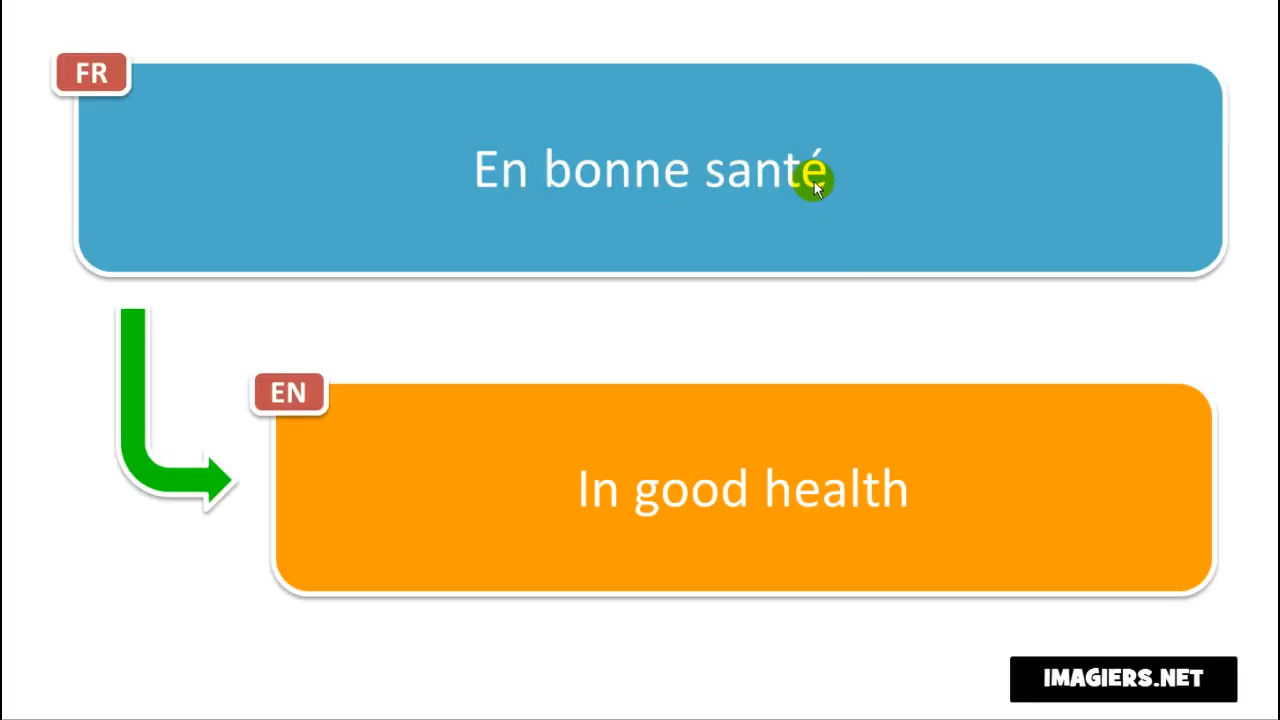 FR
En bonne santé
EN
In good health
IMAGIERS.NET